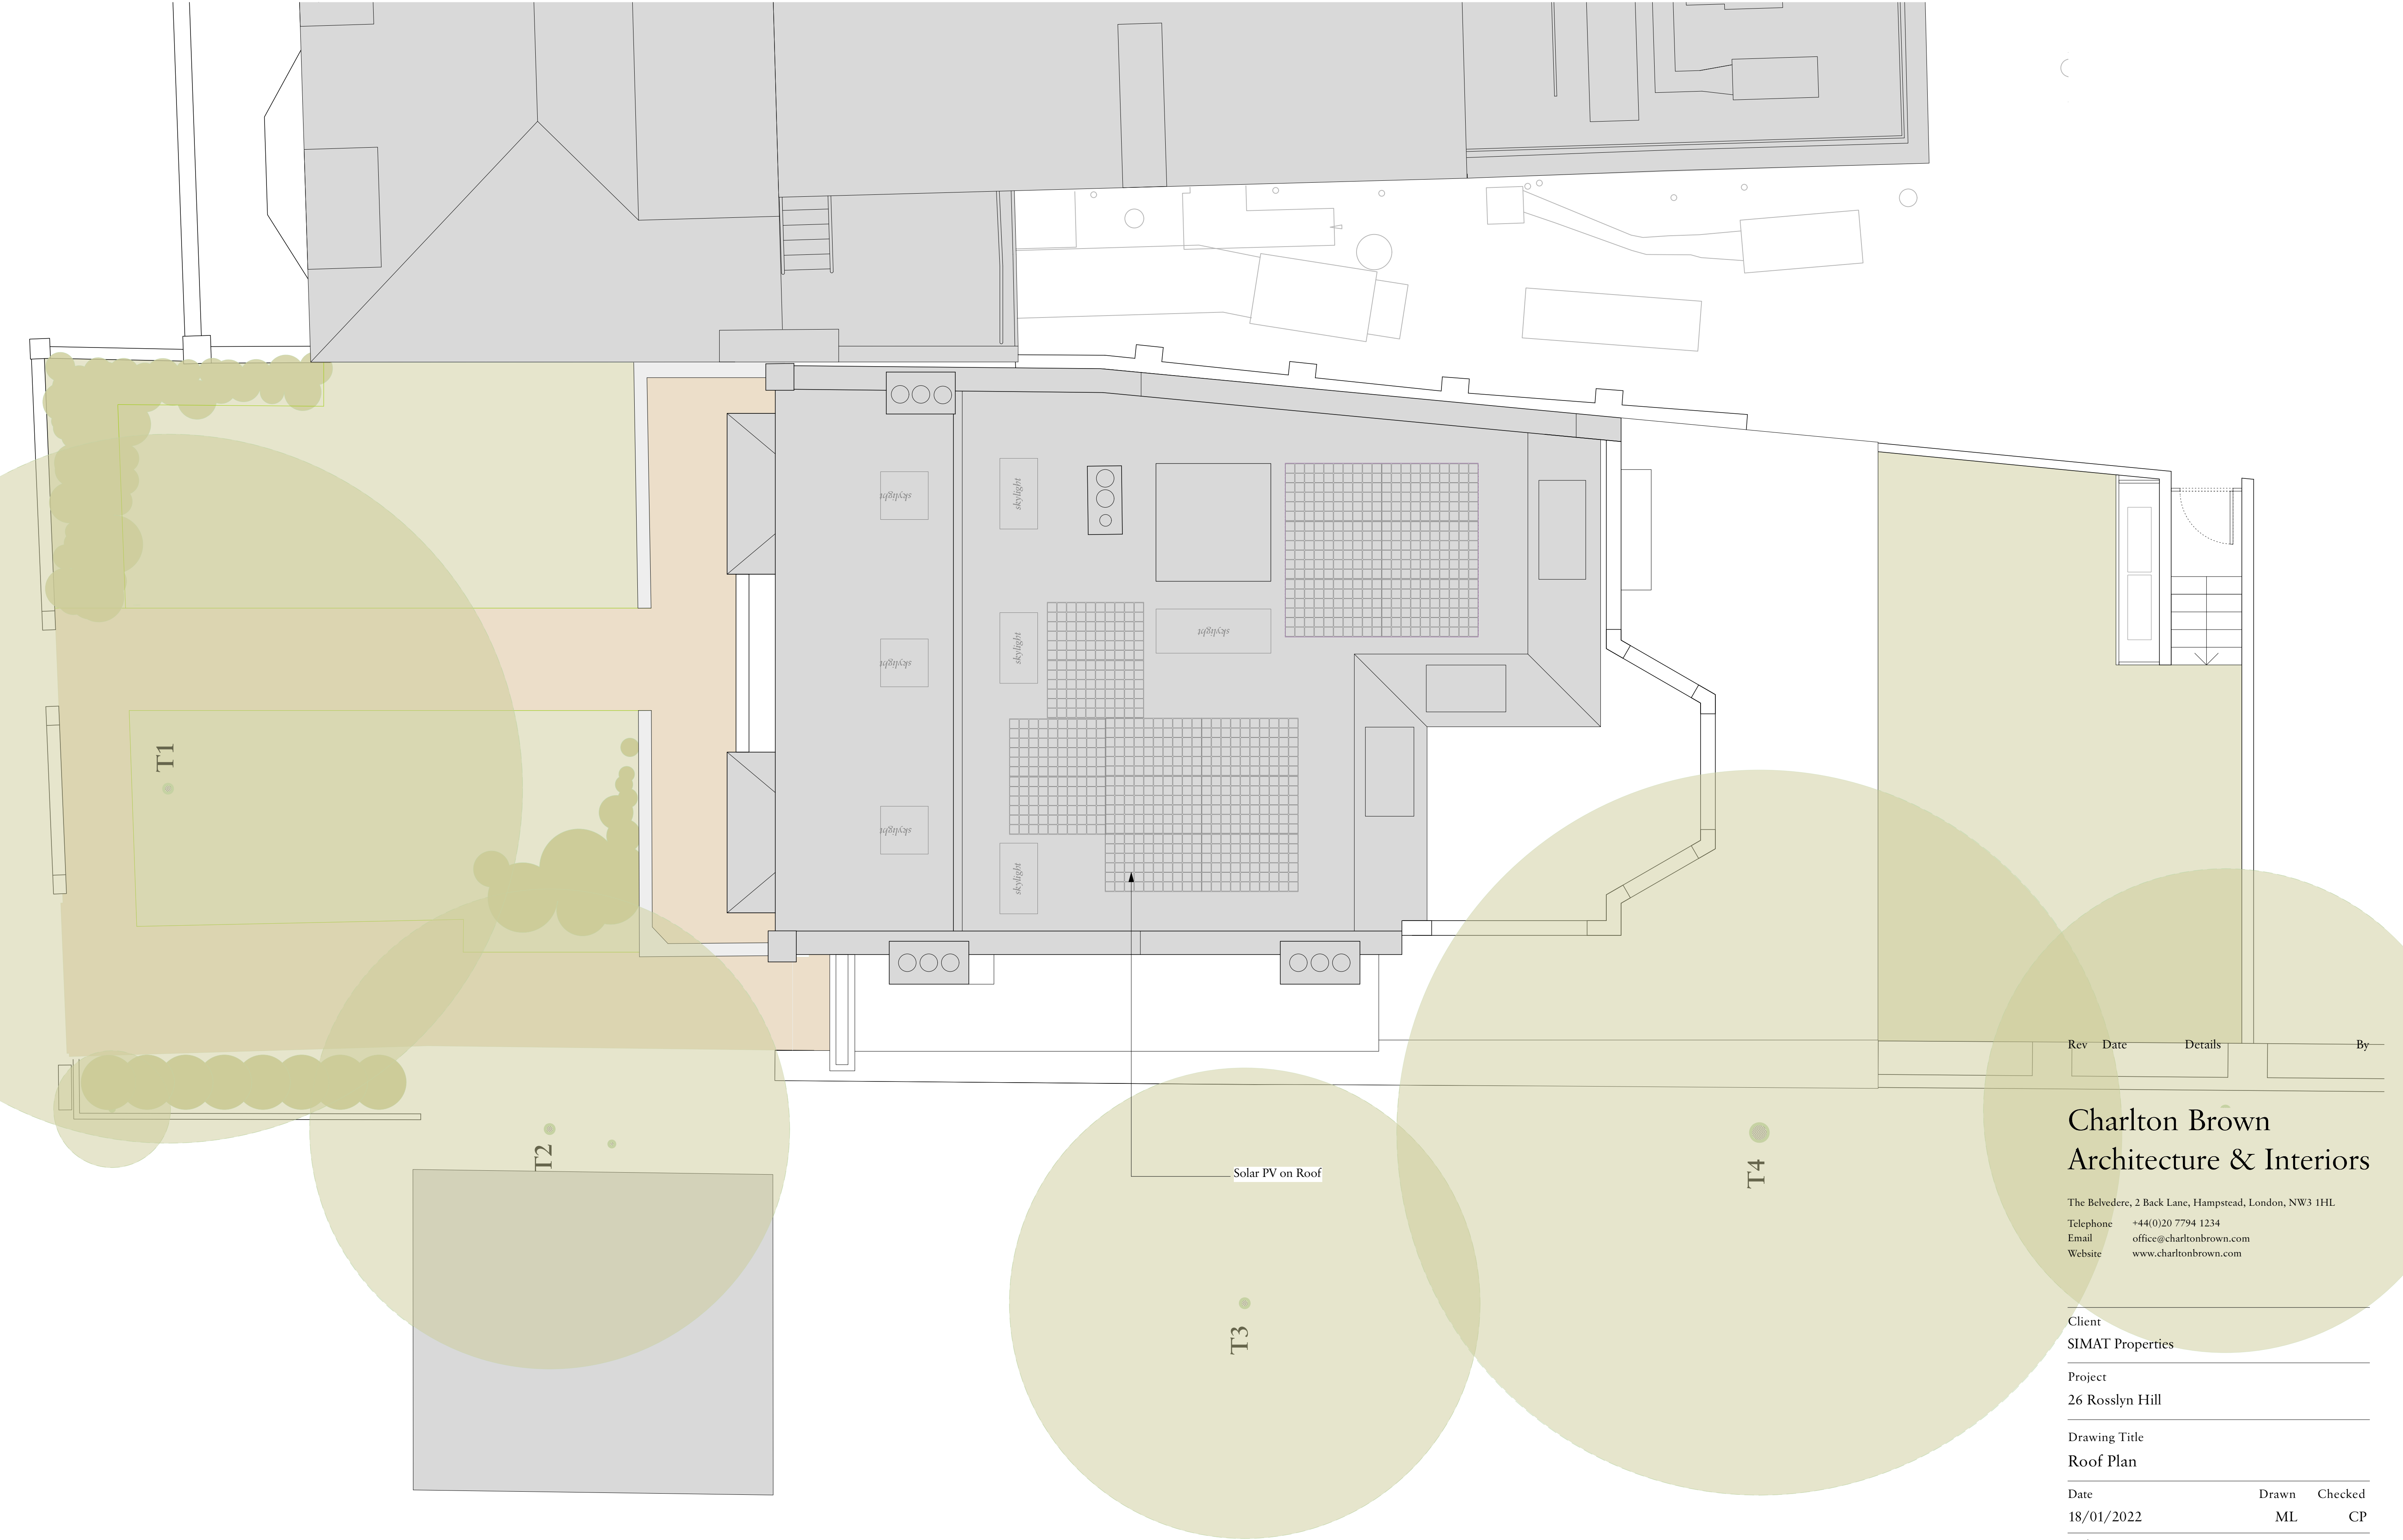 skylight
skylight
skylight
skylight
skylight
skylight
skylight
T1
T2
T3
T4
Solar PV on Roof
Rev Date Details By
Charlton Brown
Architecture & Interiors
The Belvedere, 2 Back Lane, Hampstead, London, NW3 1HL
Telephone +44(0)20 7794 1234
Email office@charltonbrown.com
Website www.charltonbrown.com
Client
SIMAT Properties
Project
26 Rosslyn Hill
Drawing Title
Roof Plan
Date Drawn Checked
18/01/2022 ML CP